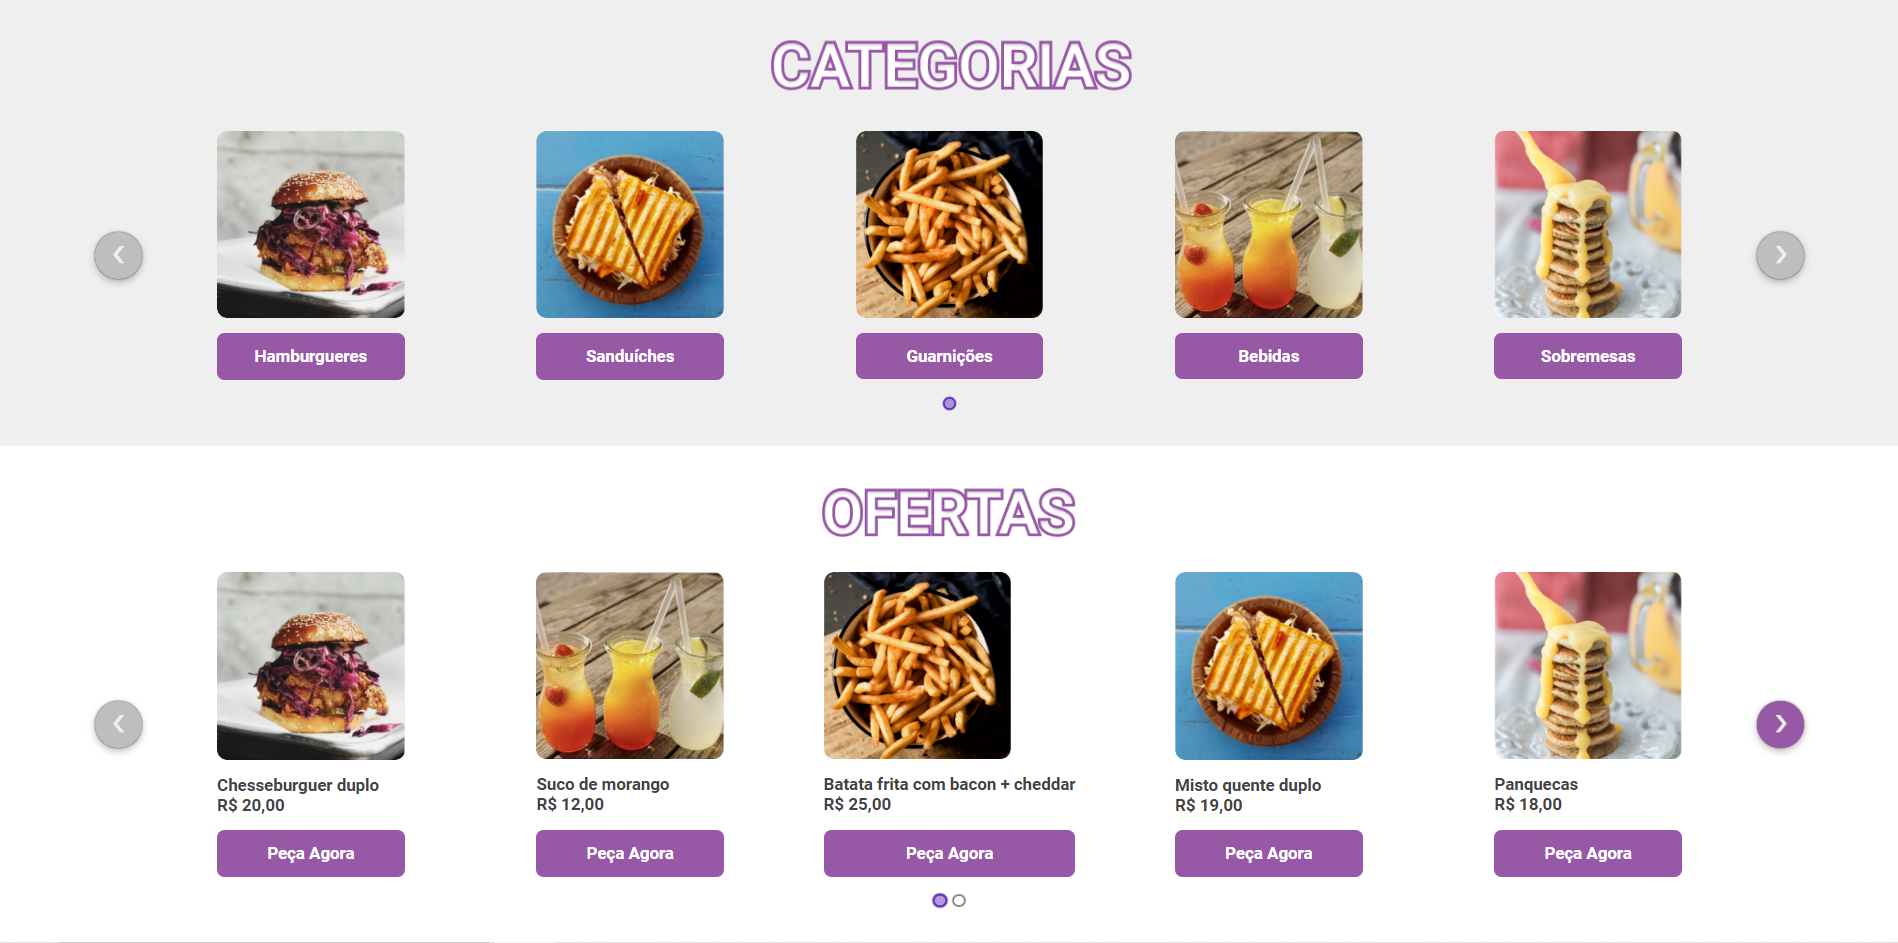 CATEGORIAS
Hamburgueres
Sanduíches
Guarnições
Bebidas
Sobremesas
OFERTAS
Chesseburguer duplo
R$ 20,00
Peça Agora
Suco de morango
R$ 12,00
Peça Agora
Batata frita com bacon + cheddar
R$ 25,00
Peça Agora
Misto quente duplo
R$ 19,00
Peça Agora
Panquecas
R$ 18,00
Peça Agora